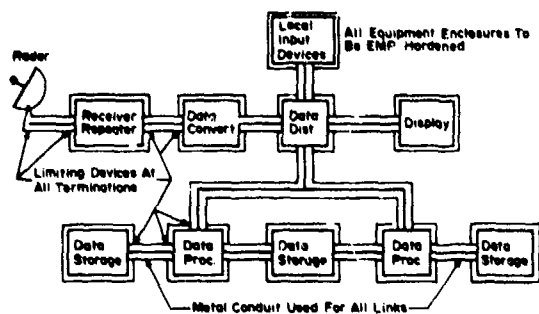 Local
Input
Devices
All Equipment Enclosures To
Be EMP Hardened
Radar
Receiver
Repeater
Data
Convert
Data
Dist
Display
Limiting Devices At
All Terminations
Data
Storage
Data
Proc.
Data
Storage
Data
Proc
Data
Storage
Metal Conduit Used For All Links